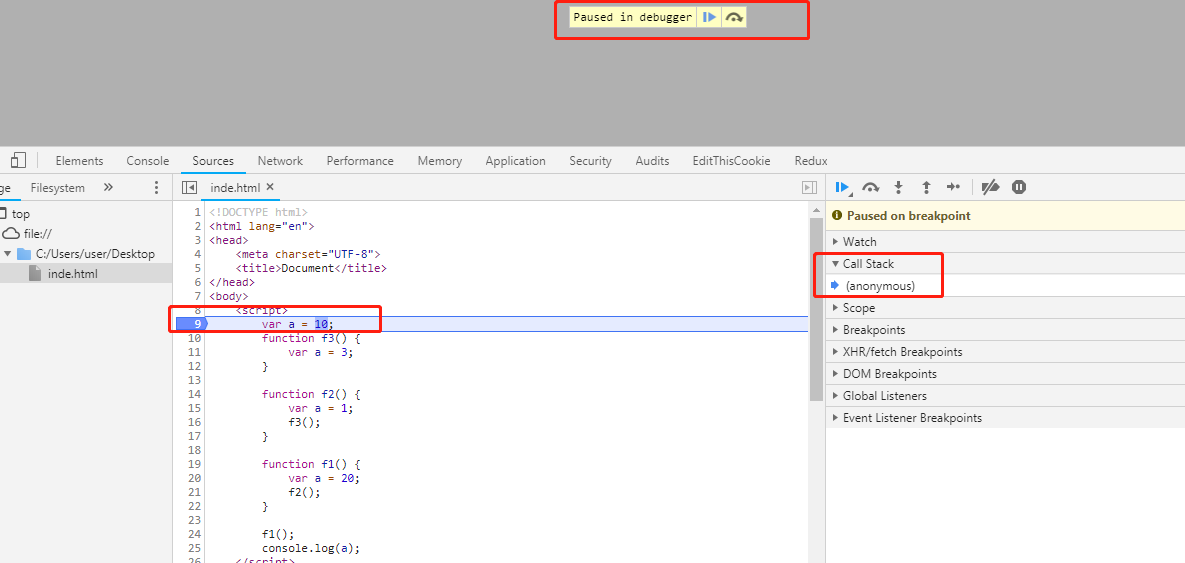 Paused in debugger
Elements Console Sources Network Performance Memory Application Security Audits EditThisCookie Redux
ge Filesystem »
inde.html ×
top
file://
C:/Users/user/Desktop
inde.html
1 <!DOCTYPE html>
2 <html lang="en">
3 <head>
4 <meta charset="UTF-8">
5 <title>Document</title>
6 </head>
7 <body>
8 <script>
9 var a = 10;
10 function f3() {
11 var a = 3;
12 }
13
14 function f2() {
15 var a = 1;
16 f3();
17 }
18
19 function f1() {
20 var a = 20;
21 f2();
22 }
23
24 f1();
25 console.log(a);
26 </script>
Paused on breakpoint
Watch
Call Stack
(anonymous)
Scope
Breakpoints
XHR/fetch Breakpoints
DOM Breakpoints
Global Listeners
Event Listener Breakpoints